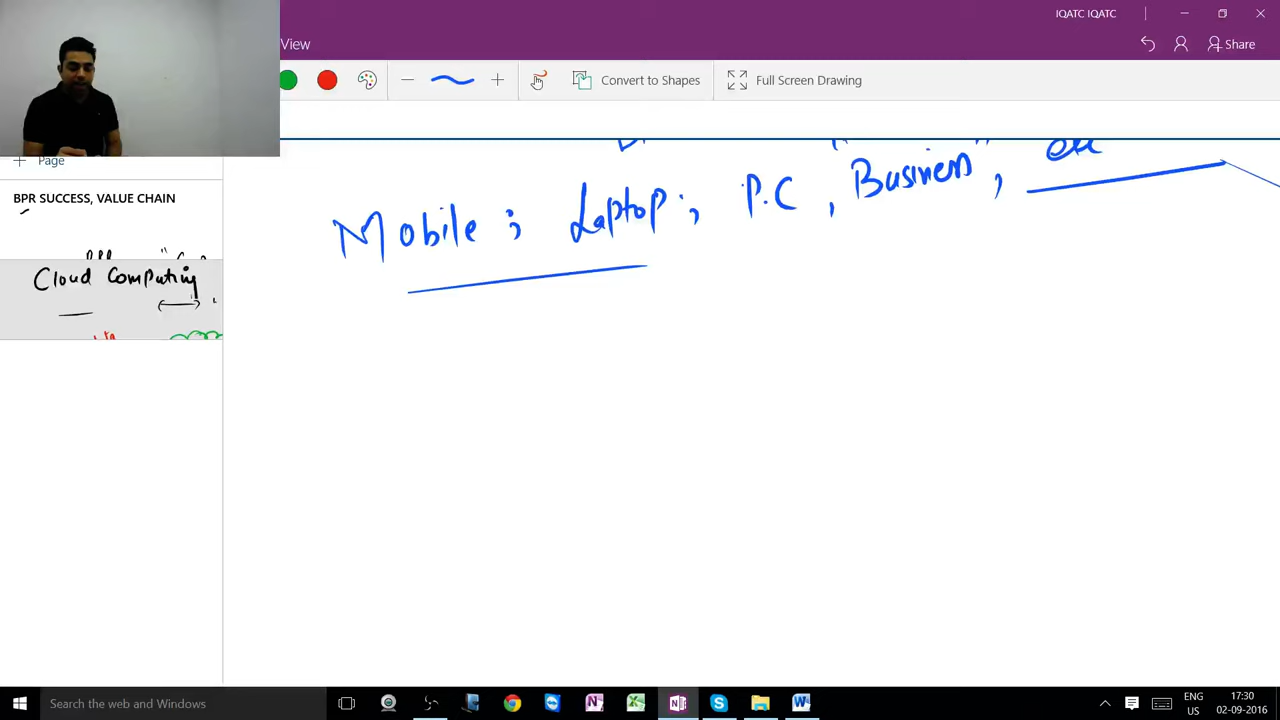 IQATC IQATC
View
Share
Convert to Shapes
Full Screen Drawing
Page
etc
BPR SUCCESS, VALUE CHAIN
Mobile ; Laptop ; P.C , Business" ,
Cloud Computing
Search the web and Windows
ENG
US
17:30
02-09-2016